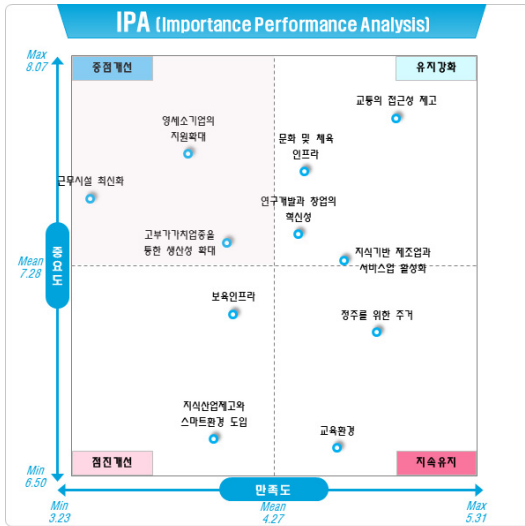 IPA (Importance Performance Analysis)
Max
8.07
중점개선
유지강화
교통의 접근성 제고
영세소기업의
지원확대
문화 및 체육
인프라
근무시설 최신화
연구개발과 창업의
혁신성
고부가가치업종을
통한 생산성 확대
지식기반 제조업과
서비스업 활성화
중요도
Mean
7.28
보육인프라
정주를 위한 주거
지식산업제고와
스마트환경 도입
교육환경
점진개선
지속유지
Min
6.50
만족도
Min
3.23
Mean
4.27
Max
5.31